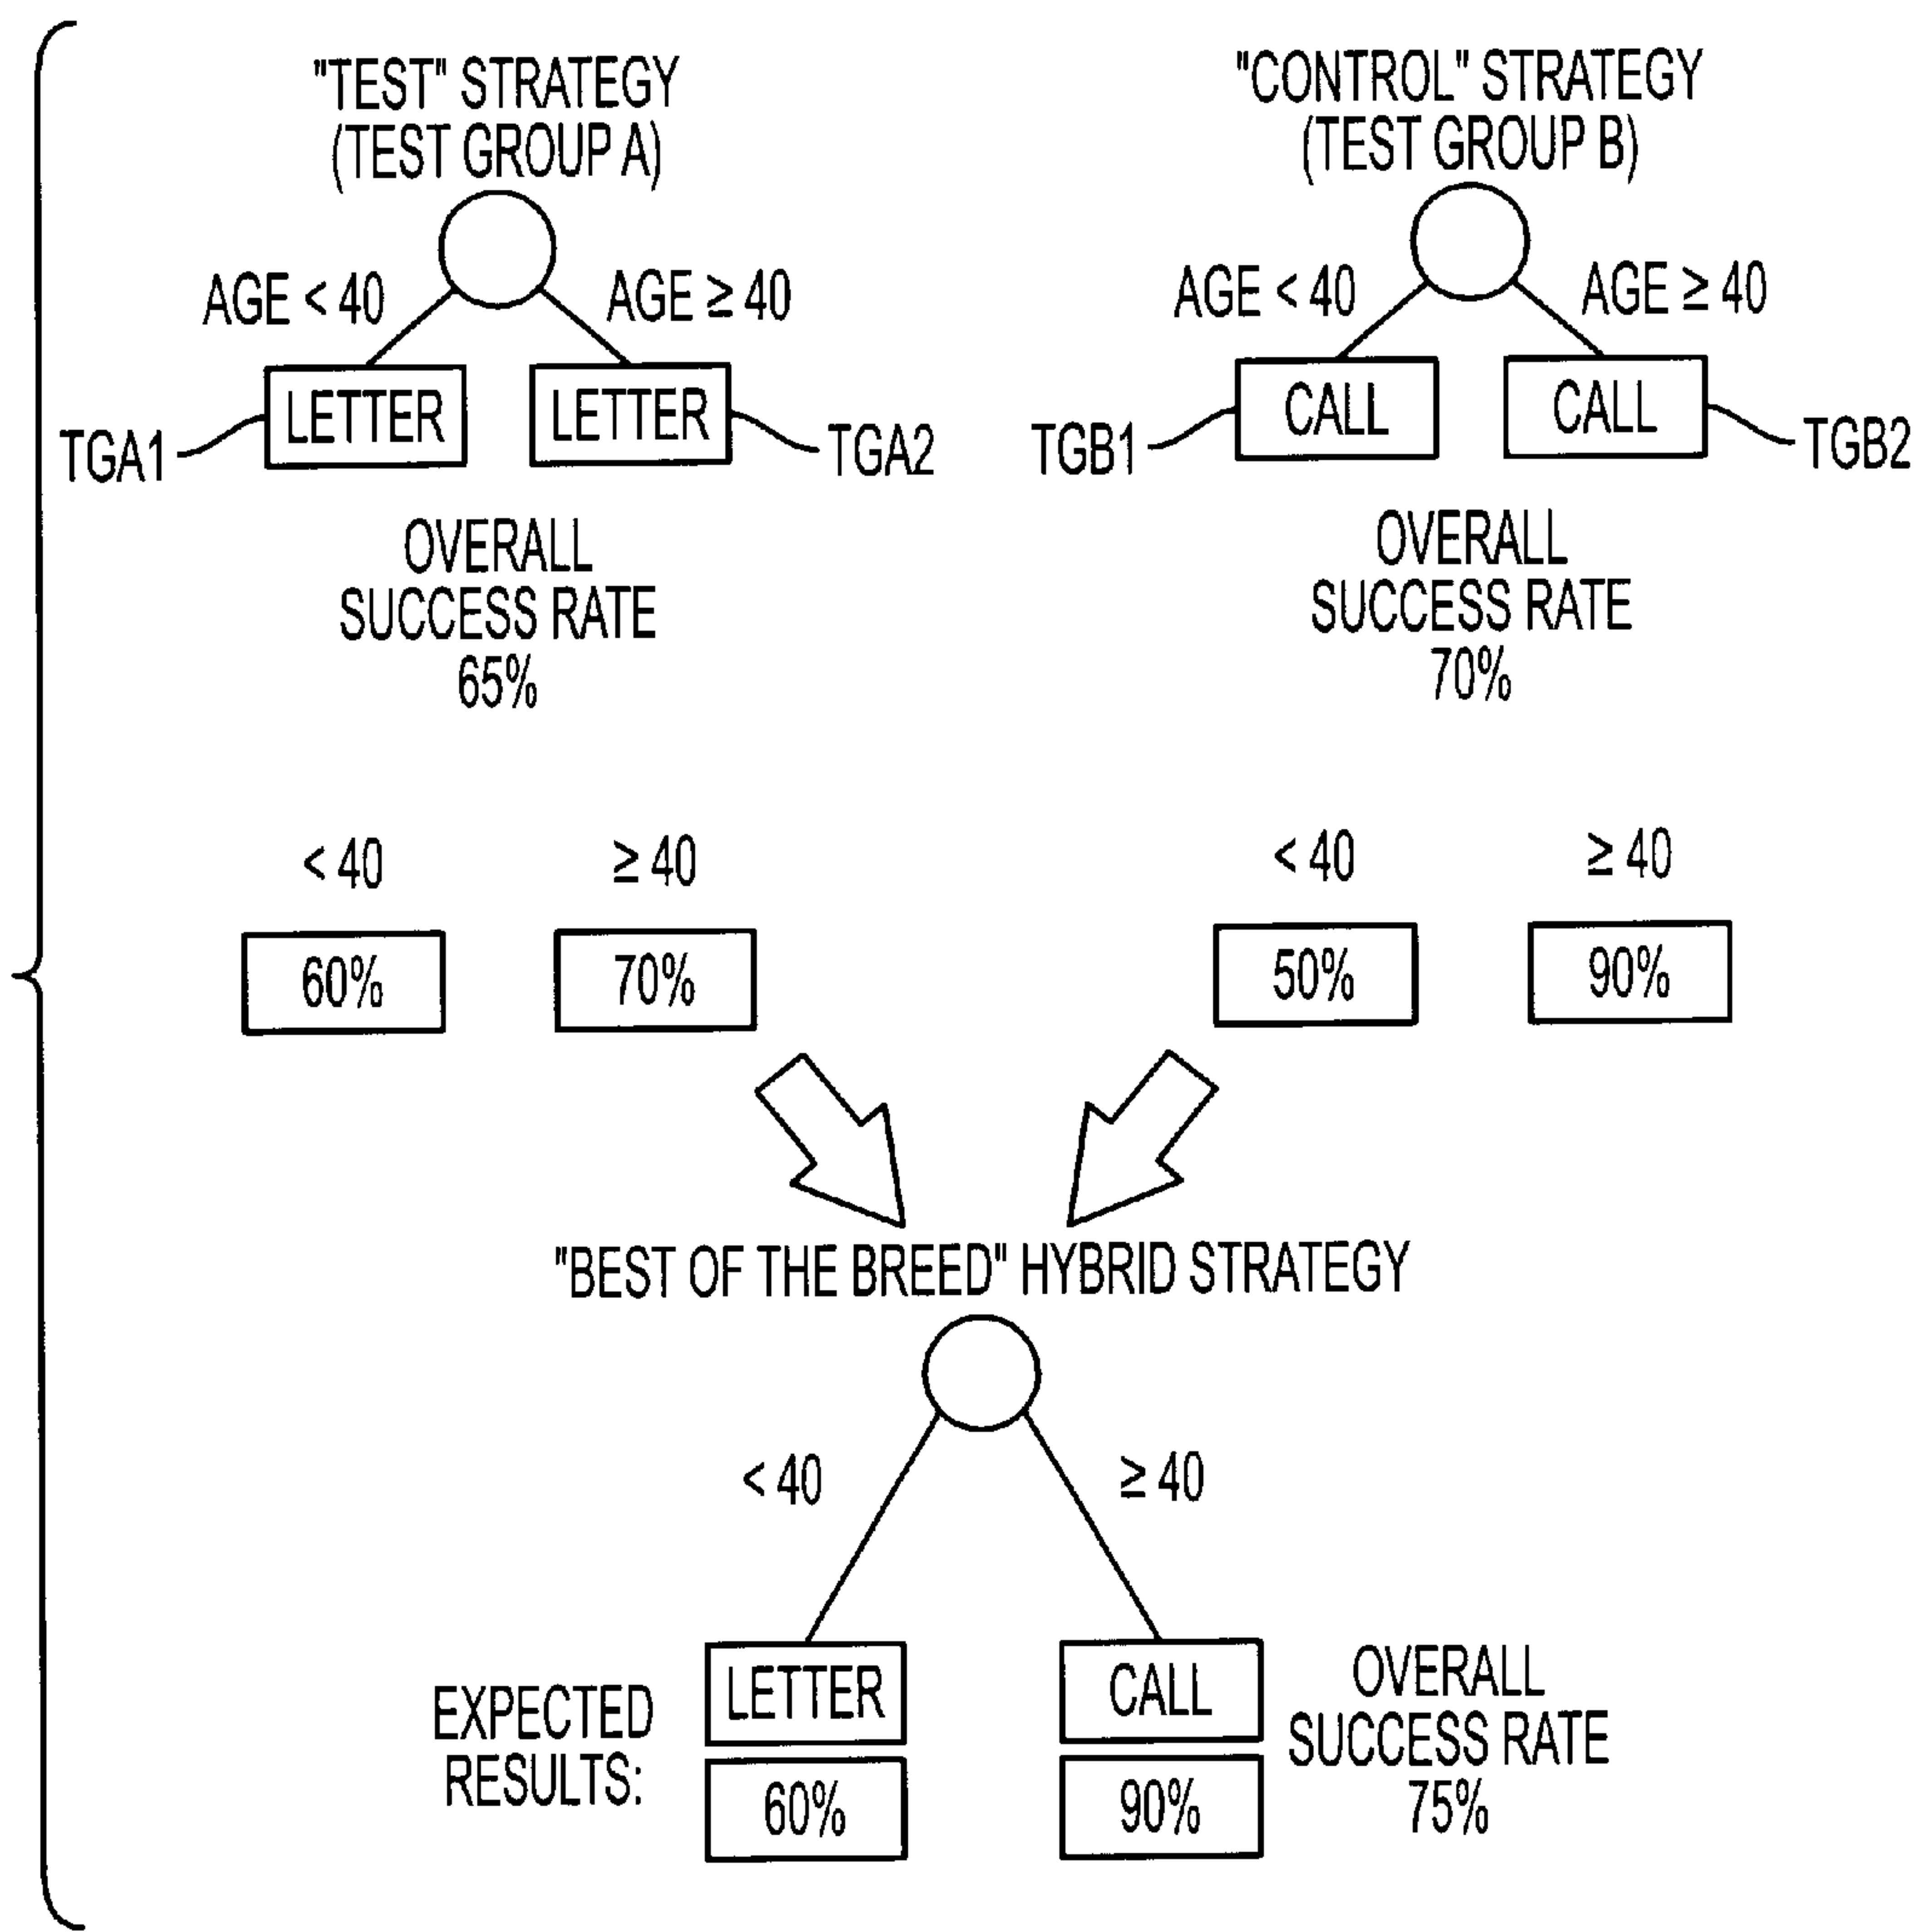 "TEST" STRATEGY
(TEST GROUP A)
AGE < 40
AGE ≥ 40
LETTER
LETTER
TGA1
TGA2
OVERALL
SUCCESS RATE
65%
"CONTROL" STRATEGY
(TEST GROUP B)
AGE < 40
AGE ≥ 40
CALL
CALL
TGB1
TGB2
OVERALL
SUCCESS RATE
70%
< 40
≥ 40
60%
70%
< 40
≥ 40
50%
90%
"BEST OF THE BREED" HYBRID STRATEGY
< 40
≥ 40
LETTER
CALL
EXPECTED
RESULTS:
60%
90%
OVERALL
SUCCESS RATE
75%